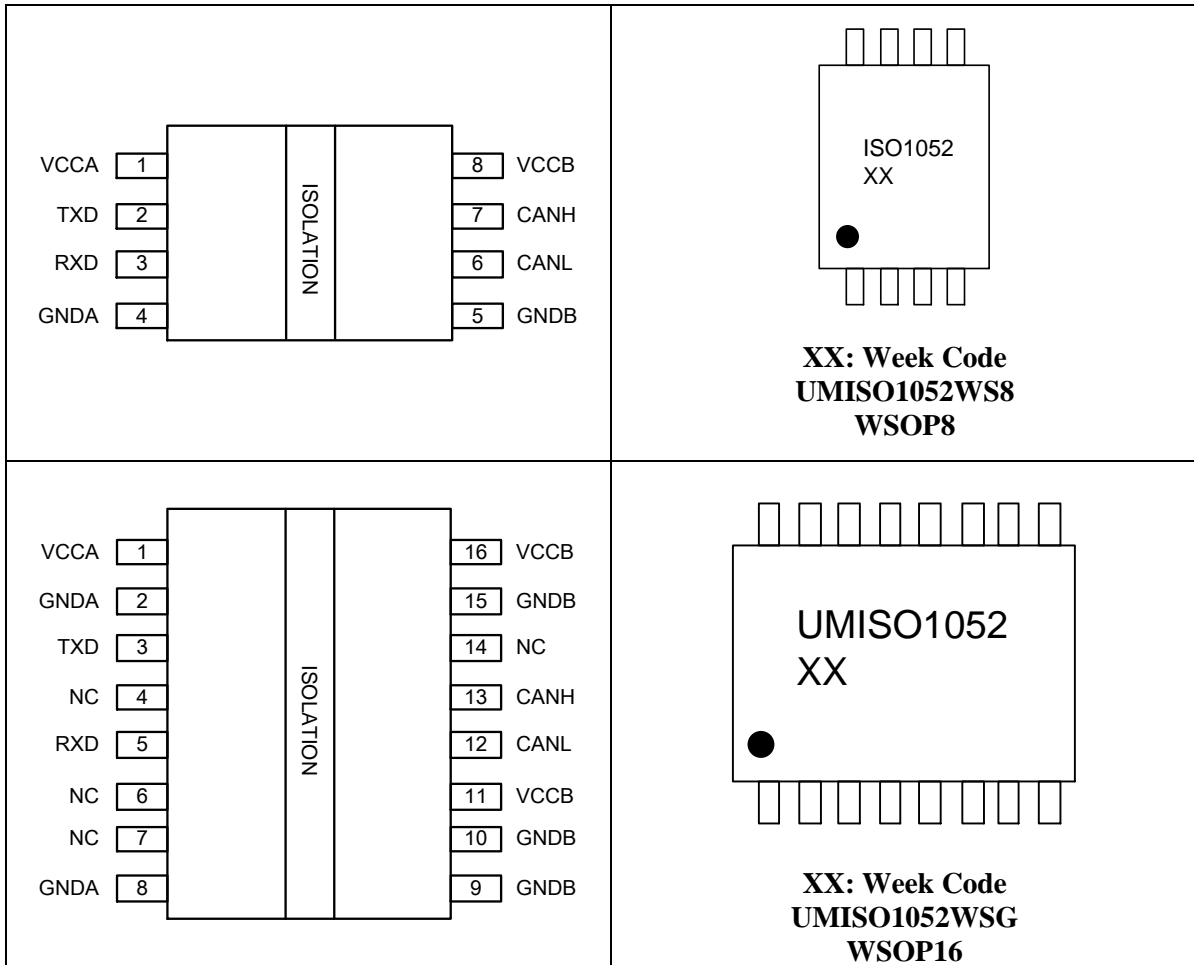 VCCA 1 8 VCCB
TXD 2 7 CANH
RXD 3 6 CANL
GNDA 4 5 GNDB
ISOLATION
ISO1052
XX
XX: Week Code
UMISO1052WS8
WSOP8
VCCA 1 16 VCCB
GNDA 2 15 GNDB
TXD 3 14 NC
NC 4 13 CANH
RXD 5 12 CANL
NC 6 11 VCCB
NC 7 10 GNDB
GNDA 8 9 GNDB
ISOLATION
UMISO1052
XX
XX: Week Code
UMISO1052WSG
WSOP16